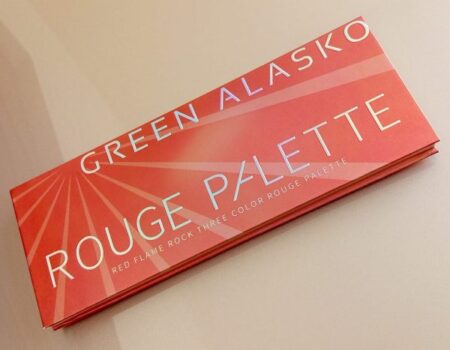 GREEN ALASKO
ROUGE PALETTE
RED FLAME ROCK THREE COLOR ROUGE PALETTE